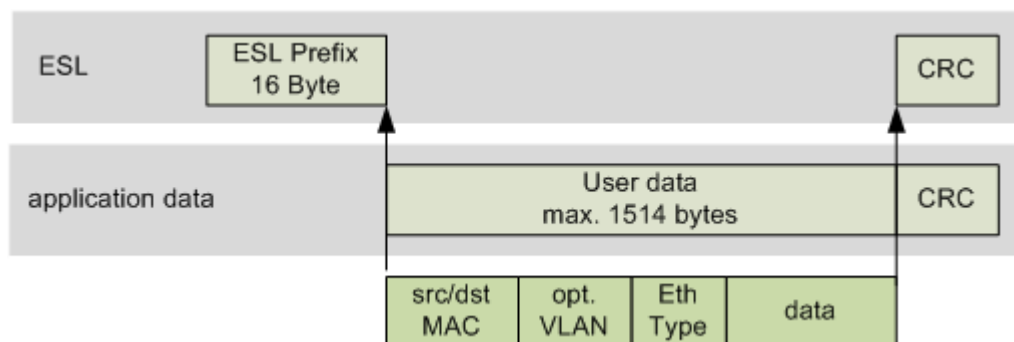 ESL
ESL Prefix
16 Byte
CRC
application data
User data
max. 1514 bytes
CRC
src/dst
MAC
opt.
VLAN
Eth
Type
data